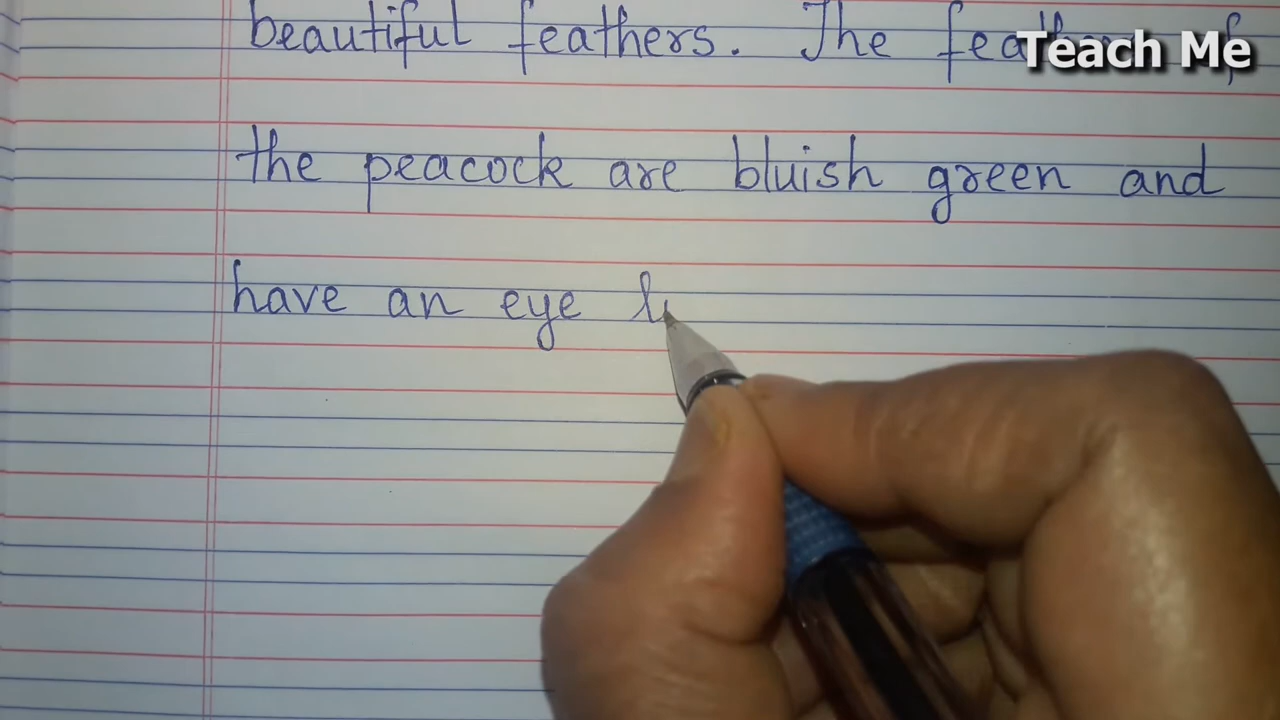 beautiful feathers. The
Teach Me
the peacock are bluish green and
have an eye